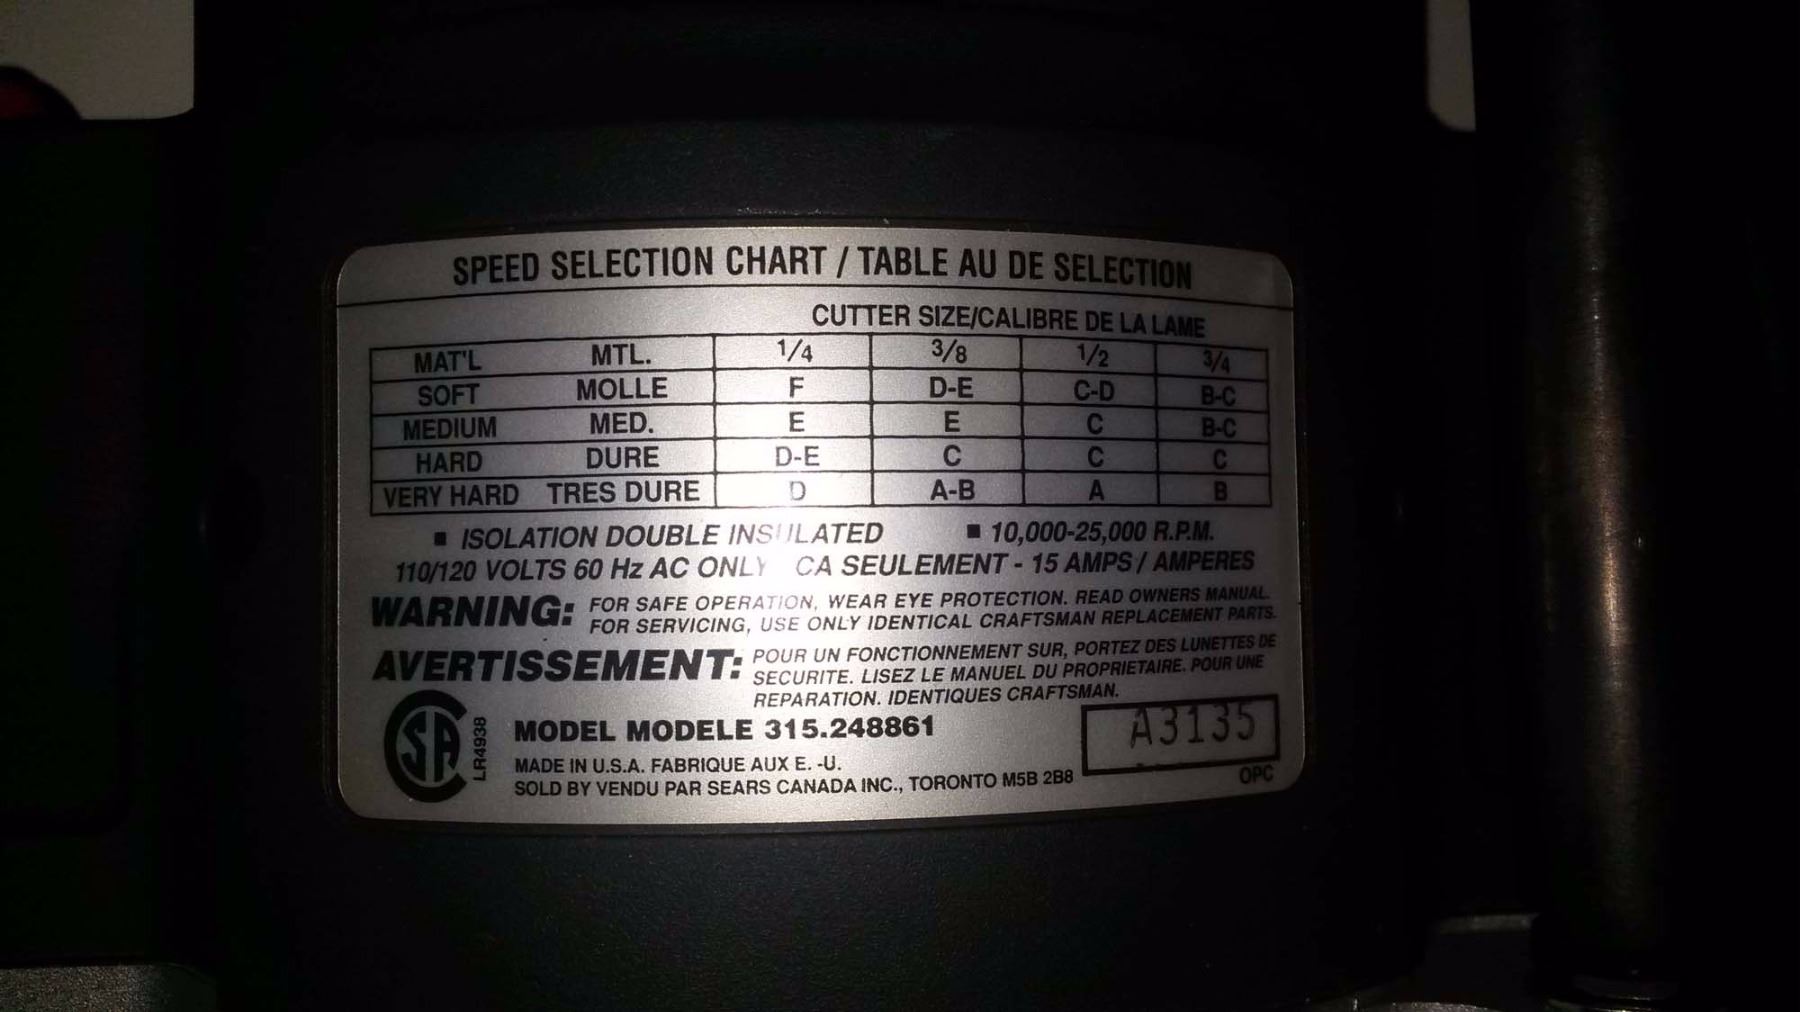 SPEED SELECTION CHART / TABLE AU DE SELECTION
CUTTER SIZE/CALIBRE DE LA LAME
MAT'L MTL. 1/4 3/8 1/2 3/4
SOFT MOLLE F D-E C-D B-C
MEDIUM MED. E E C B-C
HARD DURE D-E C C C
VERY HARD TRES DURE D A-B A B
▪ ISOLATION DOUBLE INSULATED ▪ 10,000-25,000 R.P.M.
110/120 VOLTS 60 Hz AC ONLY CA SEULEMENT - 15 AMPS / AMPERES
WARNING: FOR SAFE OPERATION, WEAR EYE PROTECTION. READ OWNERS MANUAL.
FOR SERVICING, USE ONLY IDENTICAL CRAFTSMAN REPLACEMENT PARTS.
AVERTISSEMENT: POUR UN FONCTIONNEMENT SUR, PORTEZ DES LUNETTES DE
SECURITE. LISEZ LE MANUEL DU PROPRIETAIRE. POUR UNE
REPARATION. IDENTIQUES CRAFTSMAN.
CSA LR4938
MODEL MODELE 315.248861
A3135
MADE IN U.S.A. FABRIQUE AUX E. -U.
SOLD BY VENDU PAR SEARS CANADA INC., TORONTO M5B 2B8
OPC